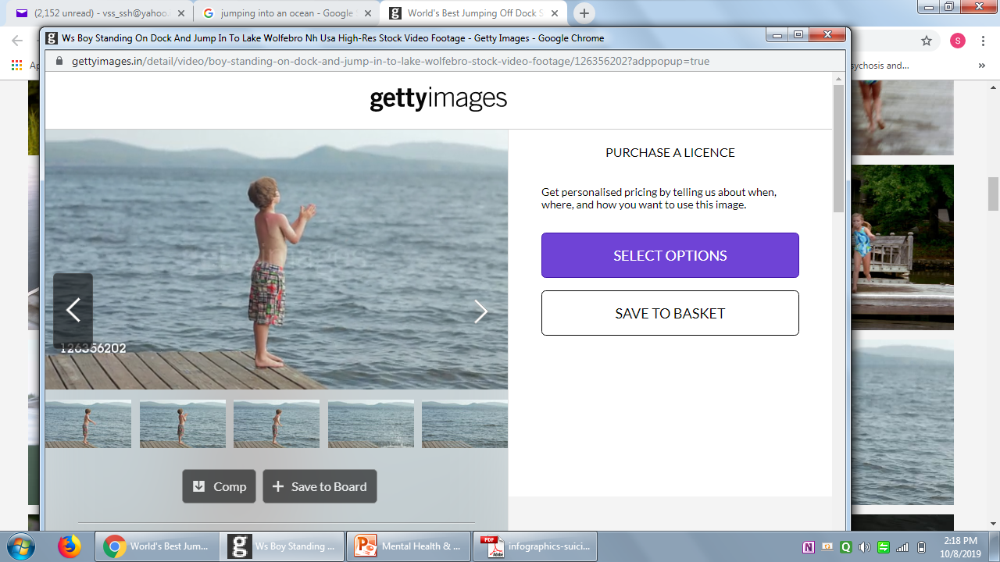 (2,152 unread) - vss_ssh@yahoo.
jumping into an ocean - Google S
World's Best Jumping Off Dock S
Ws Boy Standing On Dock And Jump In To Lake Wolfebro Nh Usa High-Res Stock Video Footage - Getty Images - Google Chrome
gettyimages.in/detail/video/boy-standing-on-dock-and-jump-in-to-lake-wolfebro-stock-video-footage/126356202?adppopup=true
S
Ap
sychosis and...
gettyimages
PURCHASE A LICENCE
Get personalised pricing by telling us about when,
where, and how you want to use this image.
SELECT OPTIONS
SAVE TO BASKET
126356202
Comp
Save to Board
World's Best Jum...
Ws Boy Standing ...
Mental Health & ...
infographics-suici...
2:18 PM
10/8/2019